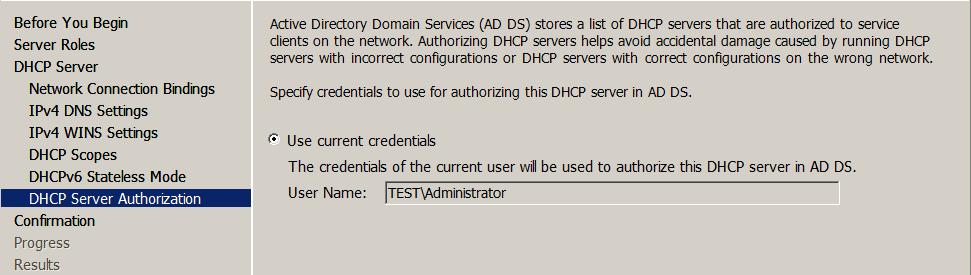 Before You Begin
Server Roles
DHCP Server
Network Connection Bindings
IPv4 DNS Settings
IPv4 WINS Settings
DHCP Scopes
DHCPv6 Stateless Mode
DHCP Server Authorization
Confirmation
Progress
Results
Active Directory Domain Services (AD DS) stores a list of DHCP servers that are authorized to service
clients on the network. Authorizing DHCP servers helps avoid accidental damage caused by running DHCP
servers with incorrect configurations or DHCP servers with correct configurations on the wrong network.
Specify credentials to use for authorizing this DHCP server in AD DS.
Use current credentials
The credentials of the current user will be used to authorize this DHCP server in AD DS.
User Name: TEST\Administrator